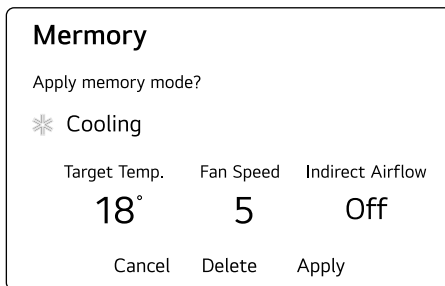 Mermory
Apply memory mode?
Cooling
Target Temp. Fan Speed Indirect Airflow
18° 5 Off
Cancel Delete Apply